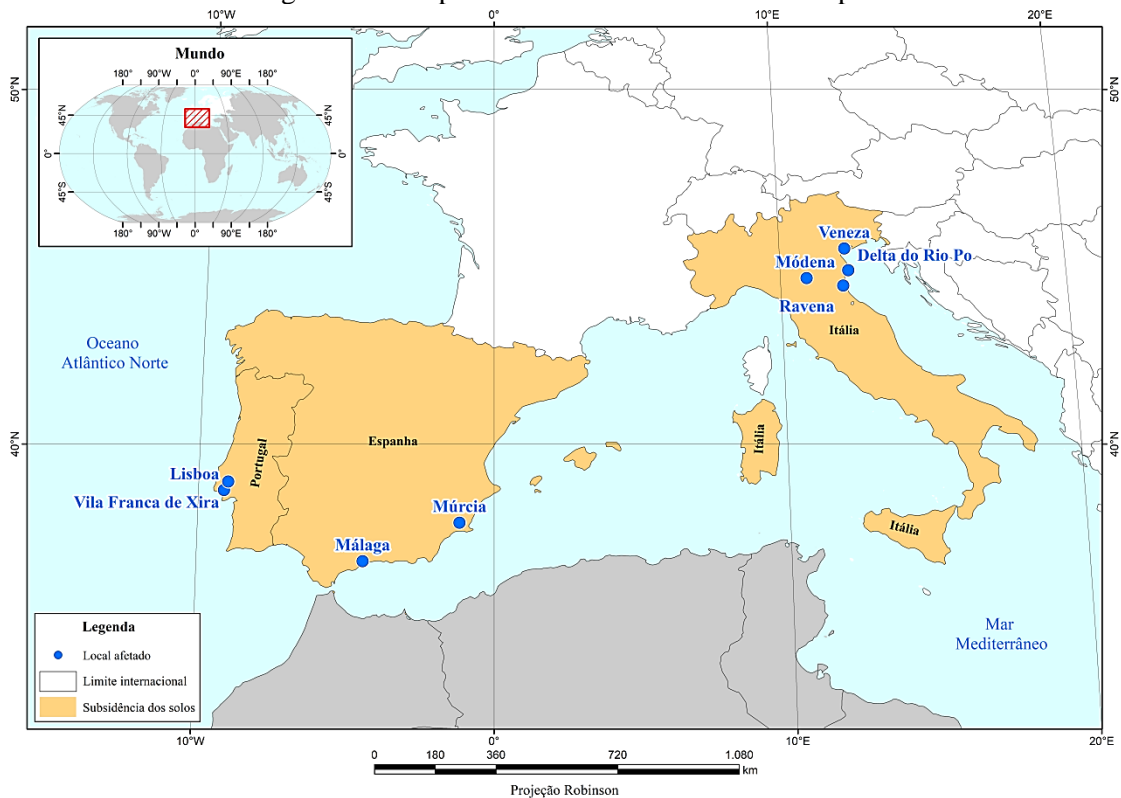 10°W 0° 10°E 20°E
Mundo
180° 90°W 0° 90°E 180°
45°N 45°N
0° 0°
45°S 45°S
180° 90°W 0° 90°E 180°
50°N 50°N
Veneza
Delta do Rio Po
Módena
Ravena
Itália
Oceano
Atlântico Norte
40°N 40°N
Espanha
Portugal
Itália
Lisboa
Vila Franca de Xira
Múrcia
Málaga
Itália
Mar
Mediterrâneo
Legenda
Local afetado
Limite internacional
Subsidência dos solos
10°W 0° 10°E 20°E
0 180 360 720 1.080
km
Projeção Robinson